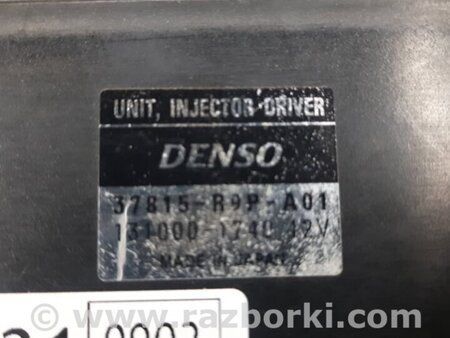 UNIT, INJECTOR DRIVER
DENSO
37815-R9P-A01
131000-1740 12V
MADE IN JAPAN
www.razborki.com